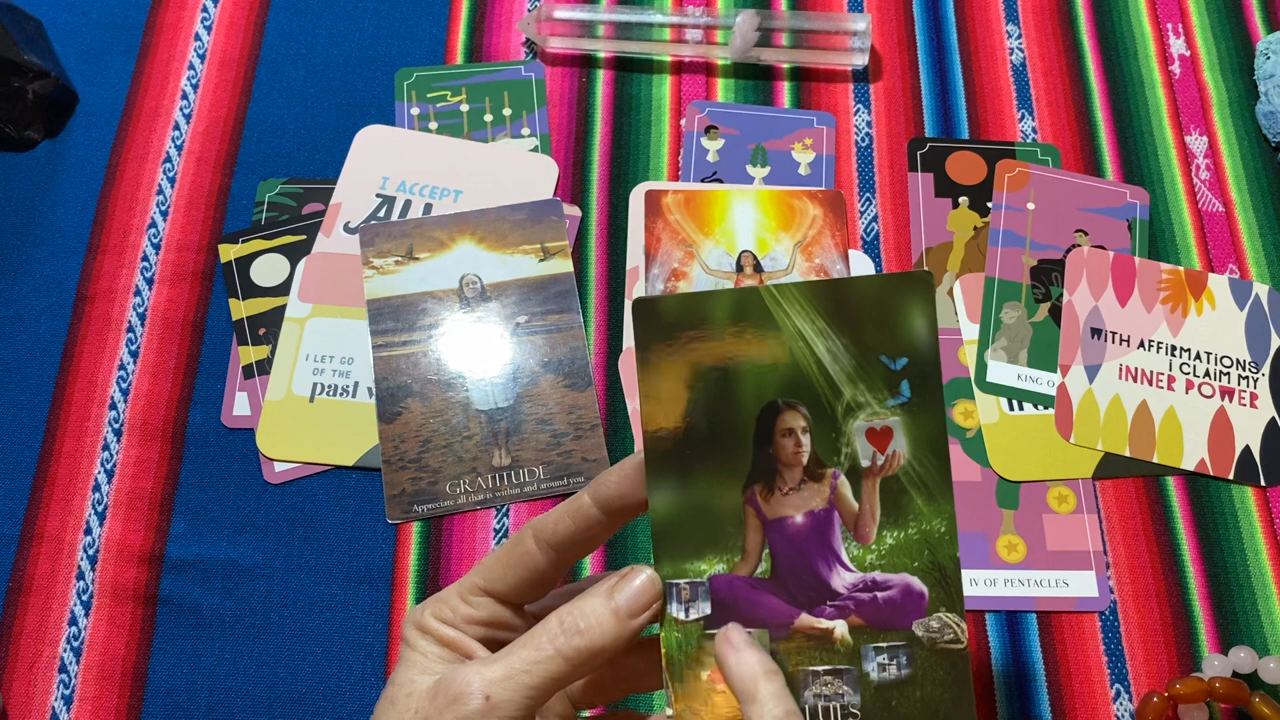 I ACCEPT
I LET GO
OF THE
past
GRATITUDE
Appreciate all that is within and around you
KING O
WITH AFFIRMATIONS,
I CLAIM MY
INNER POWER
IV OF PENTACLES